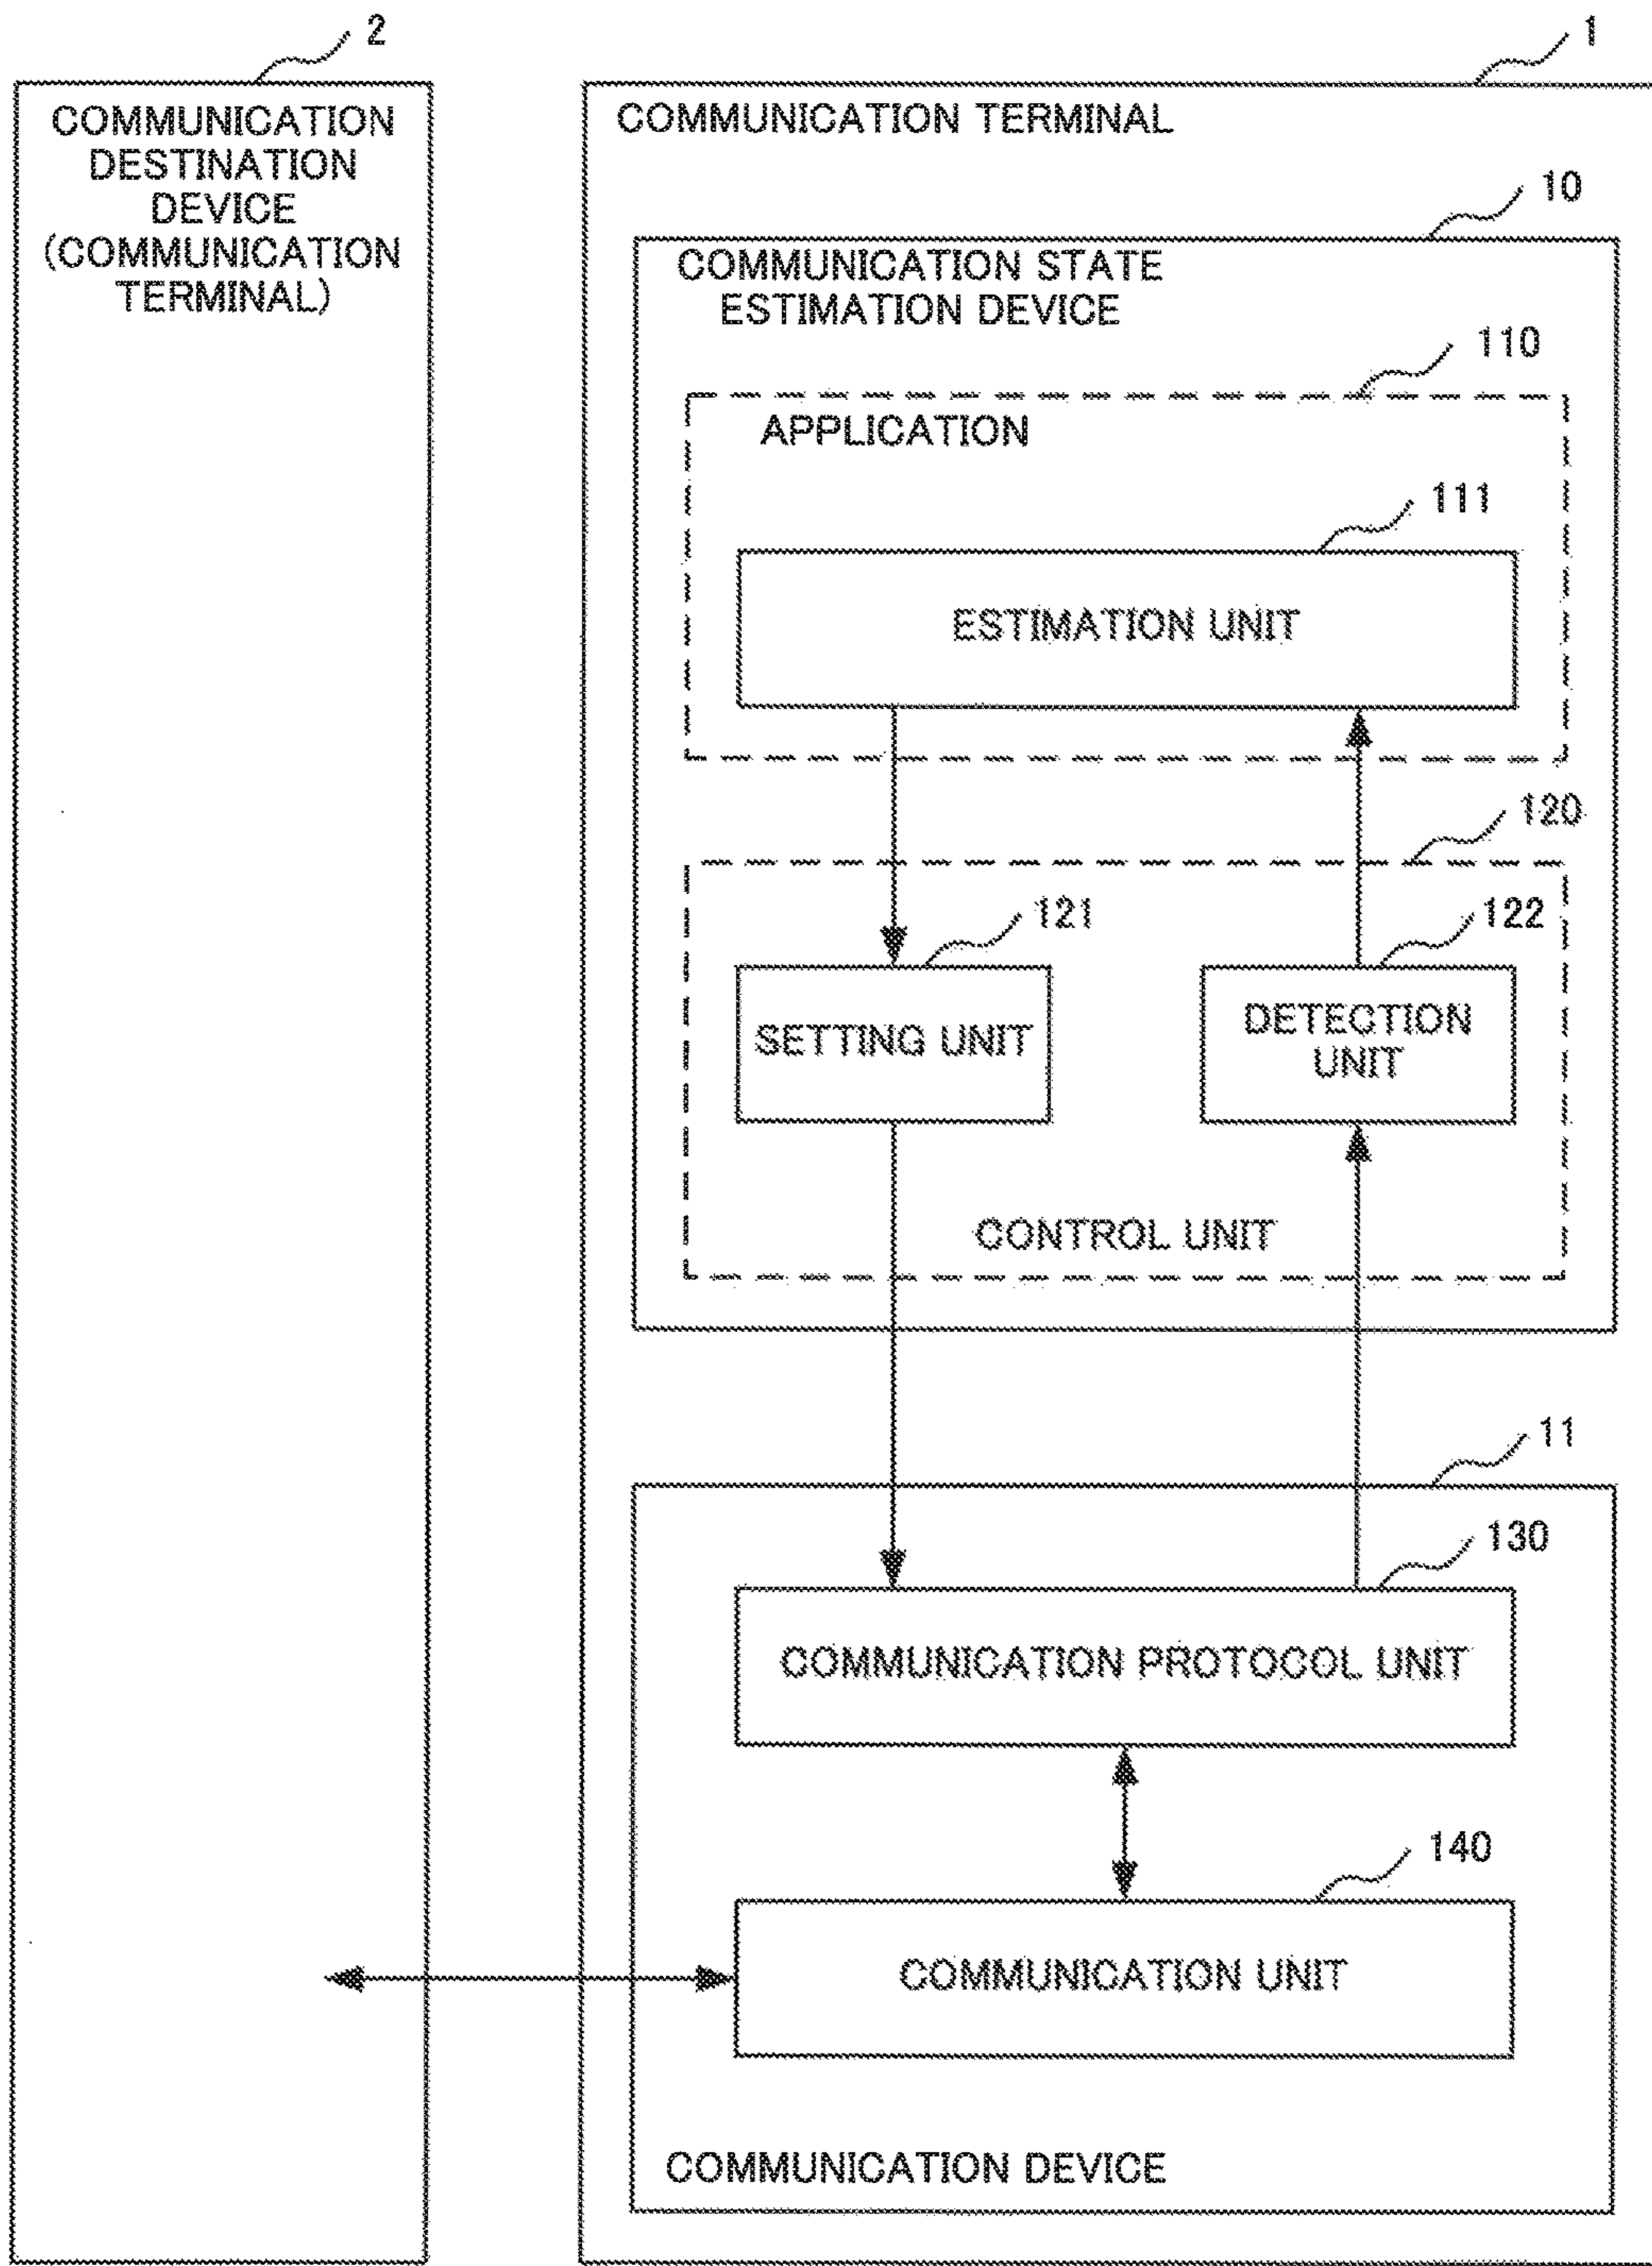 2
COMMUNICATION
DESTINATION
DEVICE
(COMMUNICATION
TERMINAL)
1
COMMUNICATION TERMINAL
10
COMMUNICATION STATE
ESTIMATION DEVICE
110
APPLICATION
111
ESTIMATION UNIT
120
121
SETTING UNIT
122
DETECTION
UNIT
CONTROL UNIT
11
130
COMMUNICATION PROTOCOL UNIT
140
COMMUNICATION UNIT
COMMUNICATION DEVICE